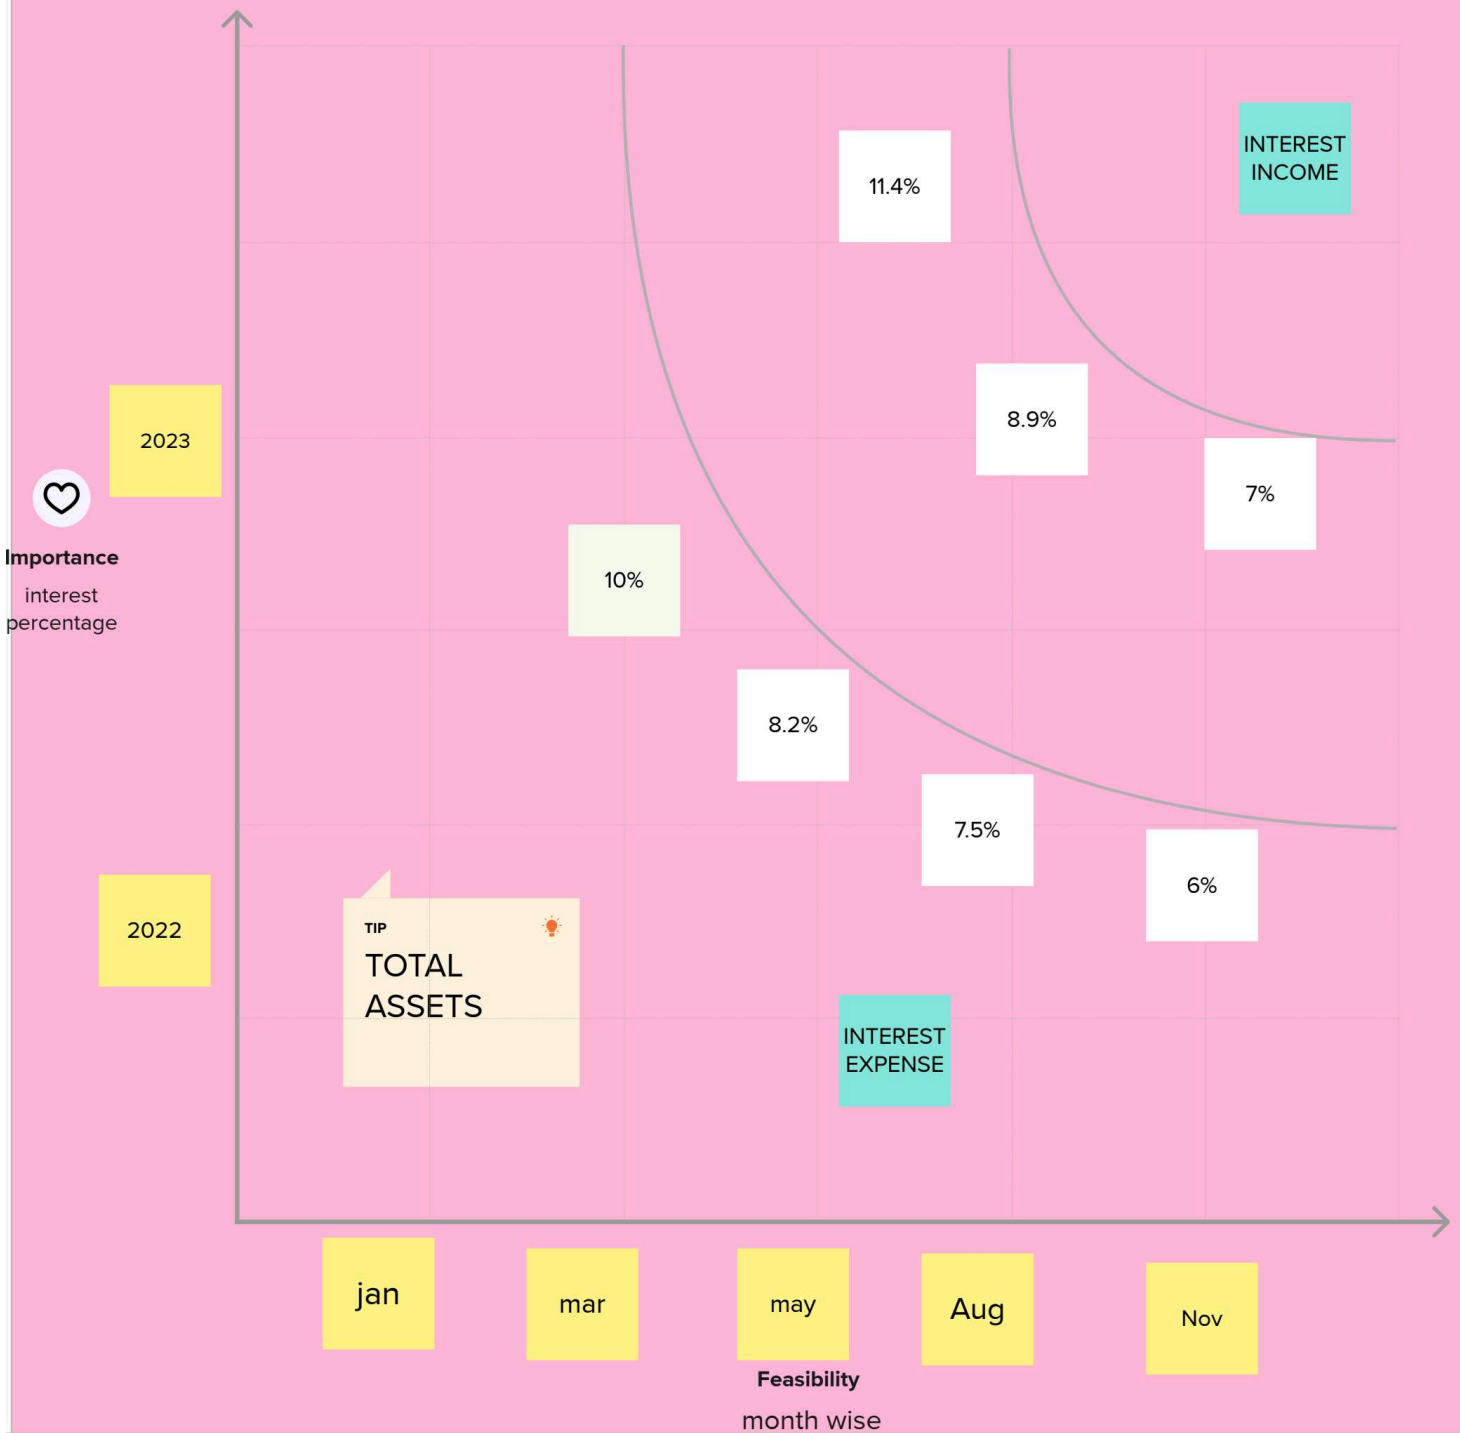 INTEREST
INCOME
11.4%
8.9%
2023
7%
Importance
interest
percentage
10%
8.2%
7.5%
6%
2022
TIP
TOTAL
ASSETS
INTEREST
EXPENSE
jan
mar
may
Aug
Nov
Feasibility
month wise